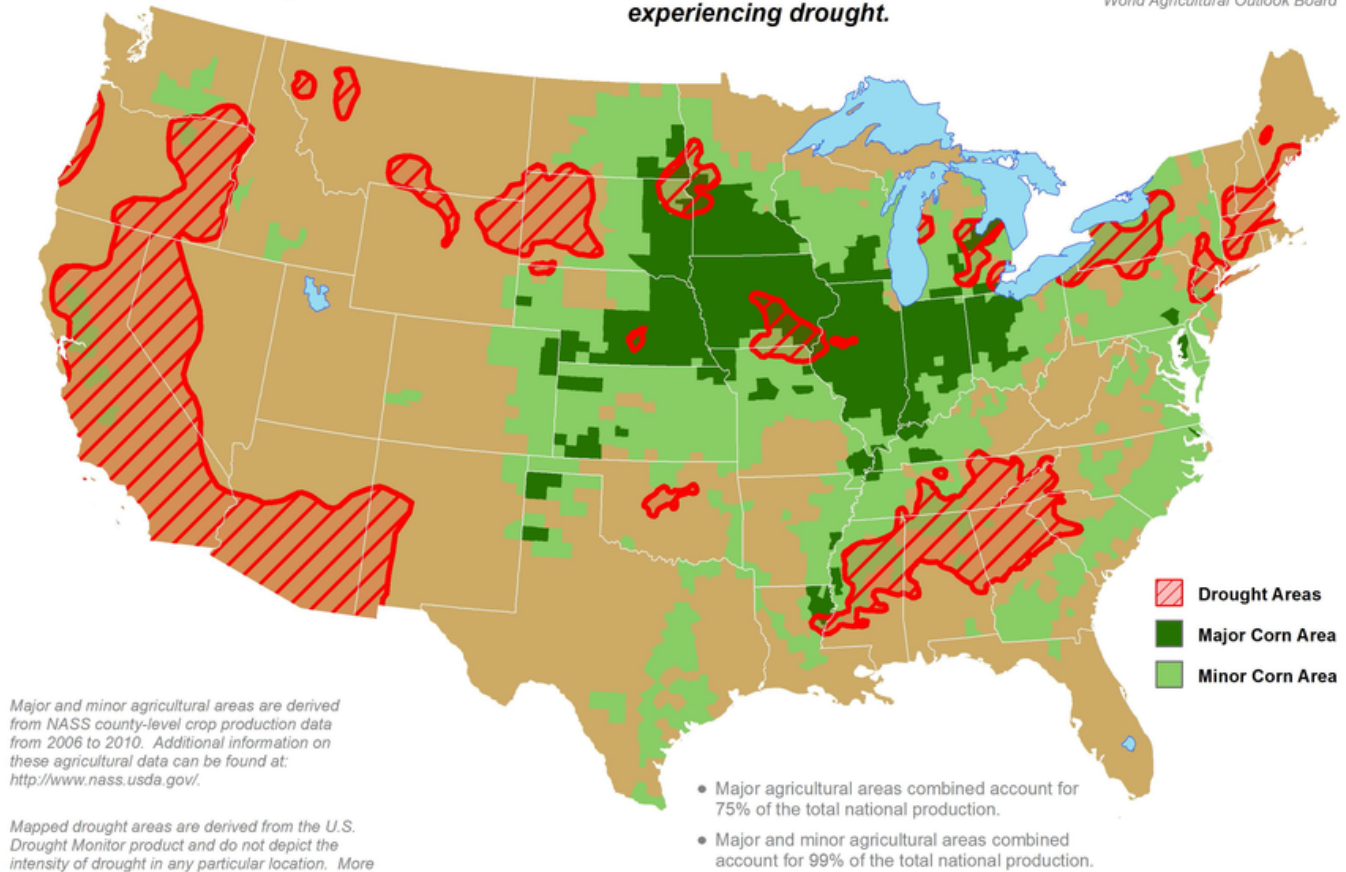 World Agricultural Outlook Board
experiencing drought.
Drought Areas
Major Corn Area
Minor Corn Area
Major and minor agricultural areas are derived
from NASS county-level crop production data
from 2006 to 2010. Additional information on
these agricultural data can be found at:
http://www.nass.usda.gov/.
Mapped drought areas are derived from the U.S.
Drought Monitor product and do not depict the
intensity of drought in any particular location. More
● Major agricultural areas combined account for
75% of the total national production.
● Major and minor agricultural areas combined
account for 99% of the total national production.